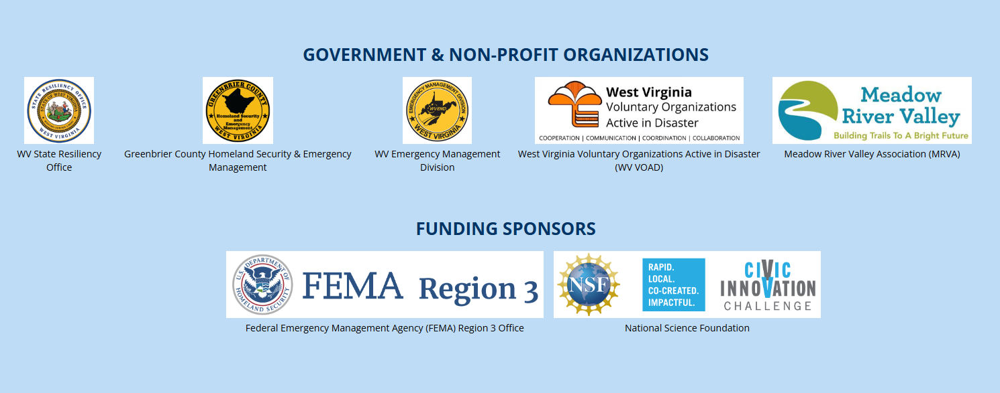 GOVERNMENT & NON-PROFIT ORGANIZATIONS
STATE RESILIENCY OFFICE
STATE OF WEST VIRGINIA
WEST VIRGINIA
WV State Resiliency
Office
GREENBRIER COUNTY
Homeland Security
and
Emergency
Management
WEST VIRGINIA
Greenbrier County Homeland Security & Emergency
Management
EMERGENCY MANAGEMENT DIVISION
WVEMD
WEST VIRGINIA
WV Emergency Management
Division
West Virginia
Voluntary Organizations
Active in Disaster
COOPERATION | COMMUNICATION | COORDINATION | COLLABORATION
West Virginia Voluntary Organizations Active in Disaster
(WV VOAD)
Meadow
River Valley
Building Trails To A Bright Future
Meadow River Valley Association (MRVA)
FUNDING SPONSORS
U.S. DEPARTMENT OF
HOMELAND SECURITY
FEMA Region 3
Federal Emergency Management Agency (FEMA) Region 3 Office
NSF
RAPID.
LOCAL.
CO-CREATED.
IMPACTFUL.
CIVIC
INNOVATION
CHALLENGE
National Science Foundation